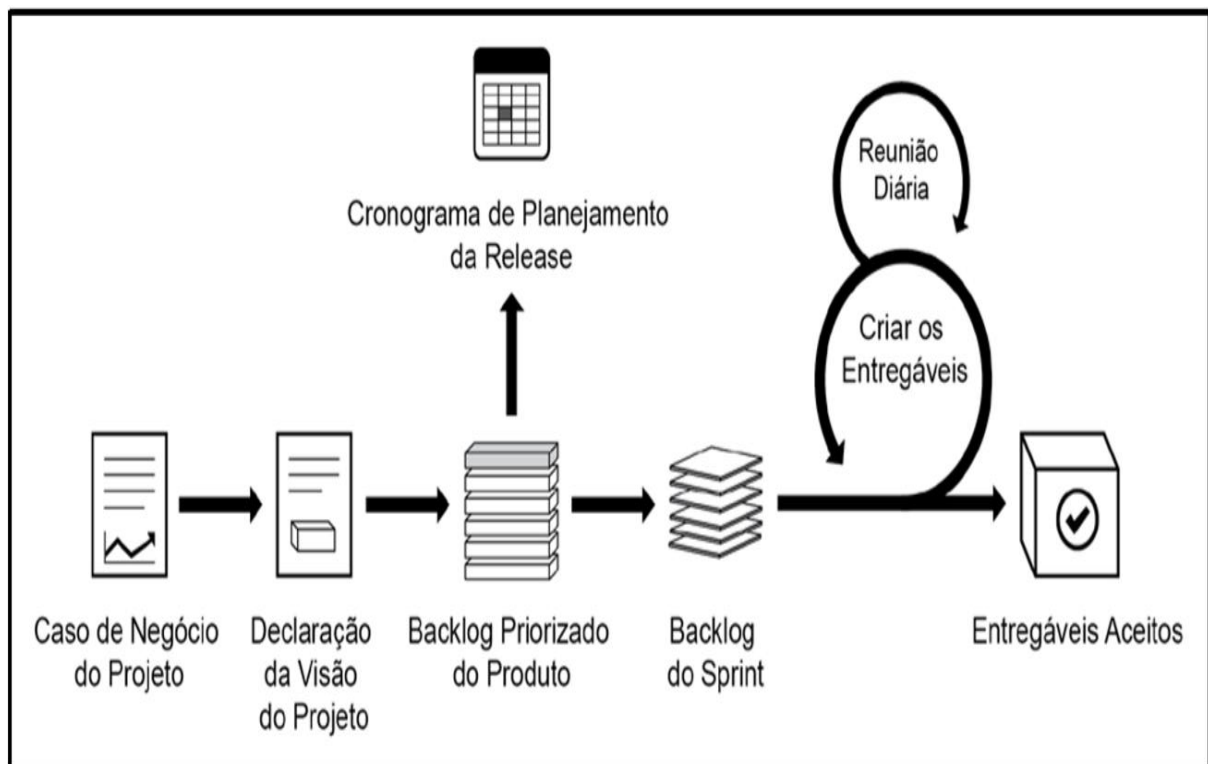 Cronograma de Planejamento
da Release
Reunião
Diária
Criar os
Entregáveis
Caso de Negócio
do Projeto
Declaração
da Visão
do Projeto
Backlog Priorizado
do Produto
Backlog
do Sprint
Entregáveis Aceitos